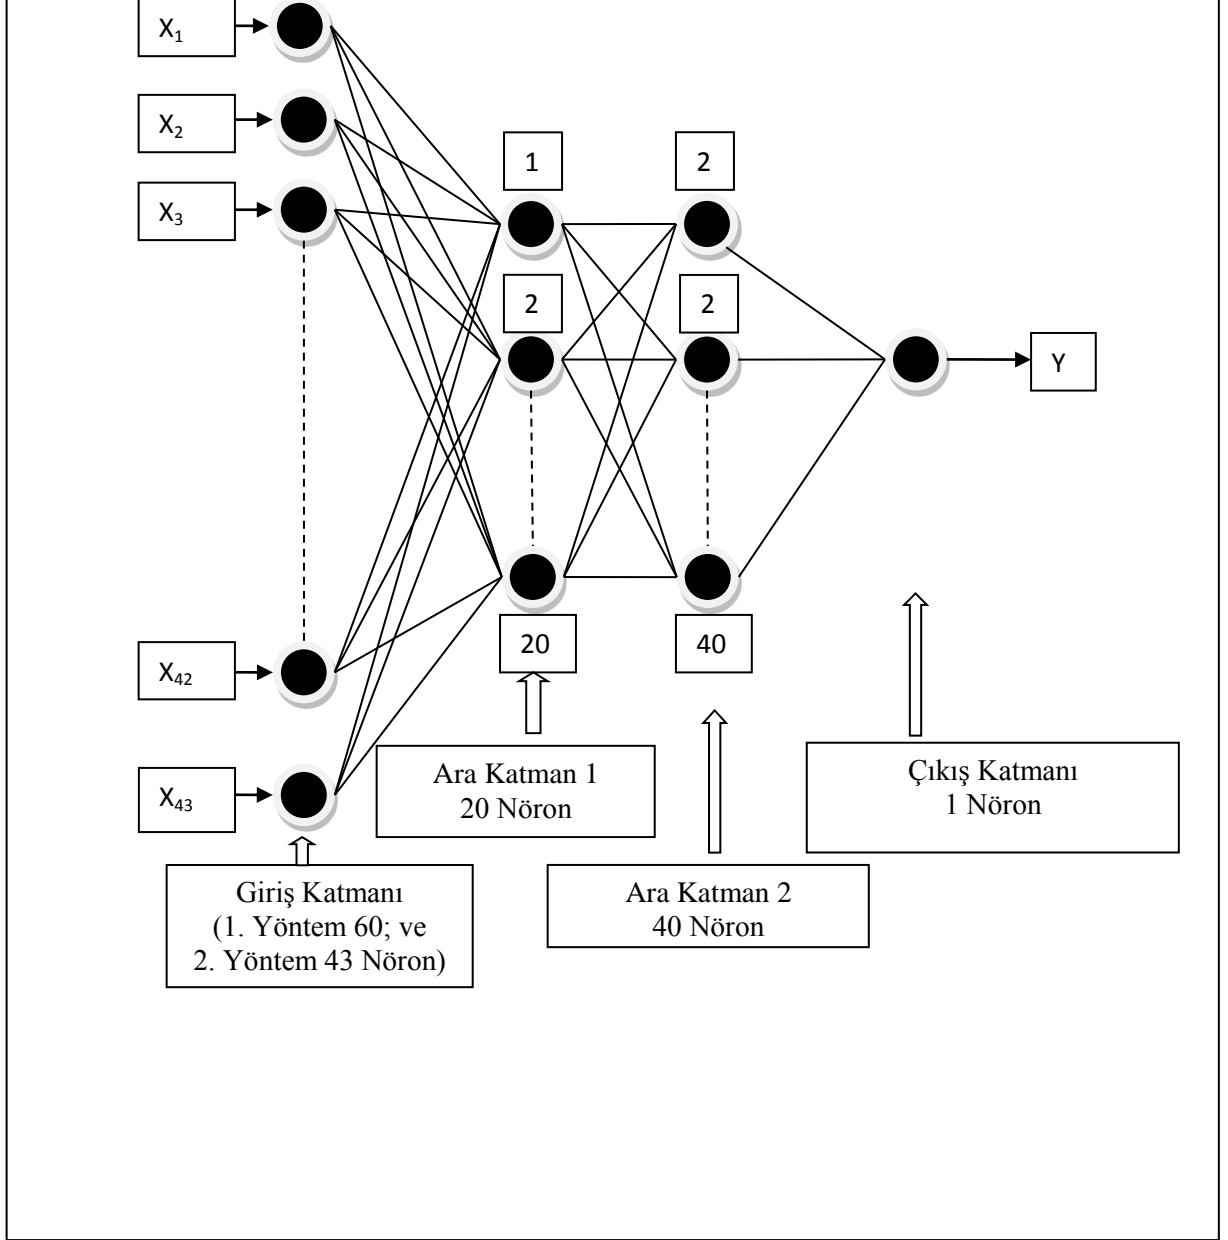 X₁
X₂
X₃
1
2
2
2
Y
20
40
X₄₂
X₄₃
Ara Katman 1
20 Nöron
Çıkış Katmanı
1 Nöron
Giriş Katmanı
(1. Yöntem 60; ve
2. Yöntem 43 Nöron)
Ara Katman 2
40 Nöron